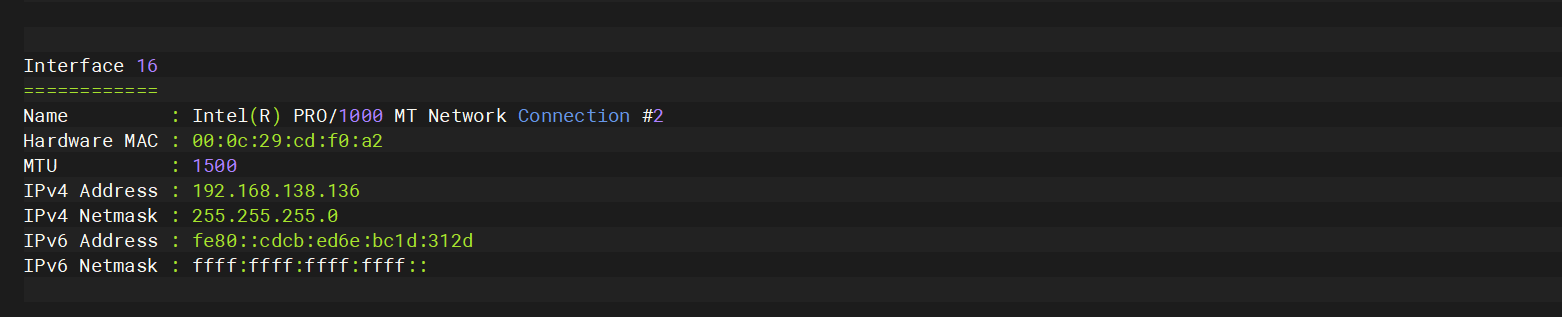 Interface 16
============
Name         : Intel(R) PRO/1000 MT Network Connection #2
Hardware MAC : 00:0c:29:cd:f0:a2
MTU          : 1500
IPv4 Address : 192.168.138.136
IPv4 Netmask : 255.255.255.0
IPv6 Address : fe80::cdcb:ed6e:bc1d:312d
IPv6 Netmask : ffff:ffff:ffff:ffff::